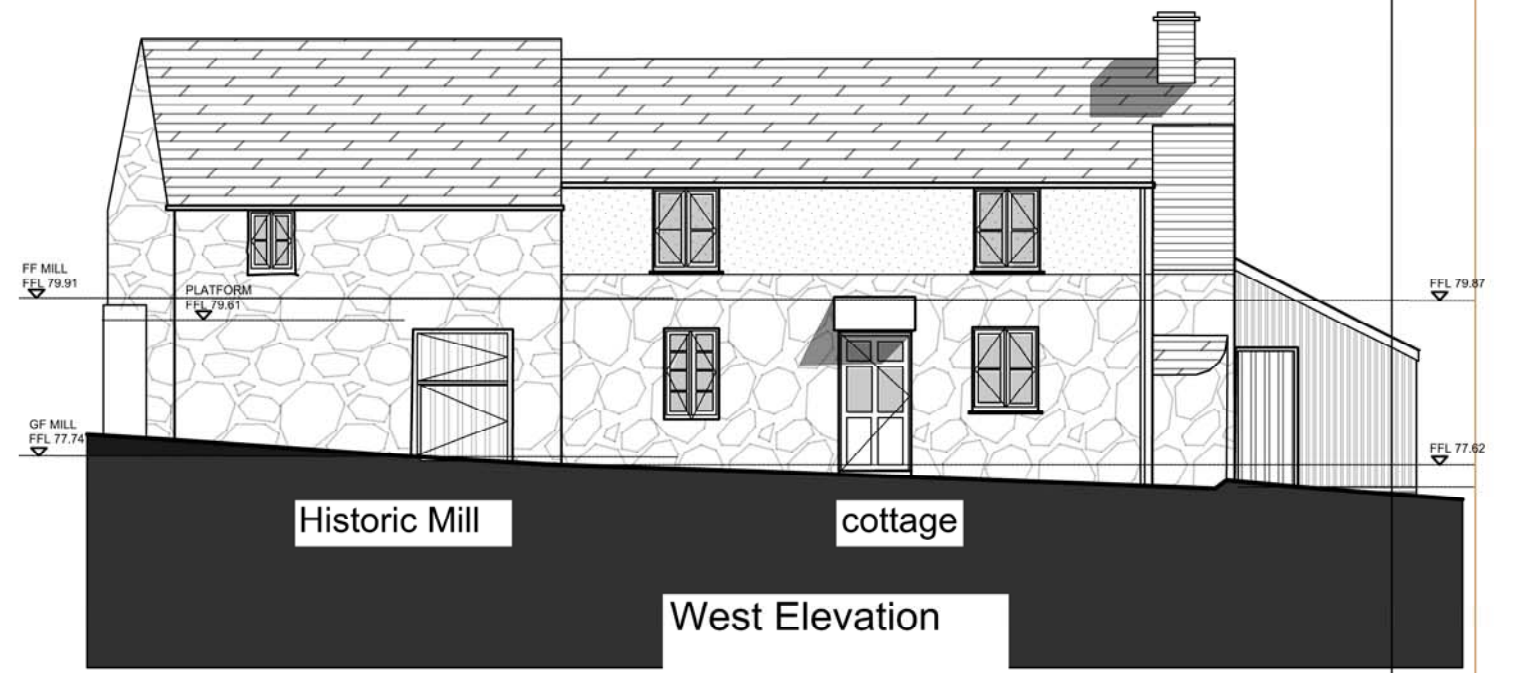 FF MILL
FFL 79.91
PLATFORM
FFL 79.61
FFL 79.87
GF MILL
FFL 77.74
FFL 77.62
Historic Mill
cottage
West Elevation